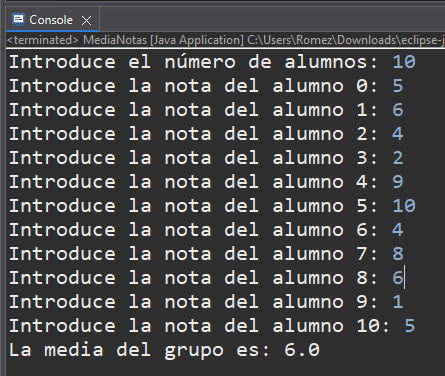 Console
<terminated> MediaNotas [Java Application] C:\Users\Romez\Downloads\eclipse-j
Introduce el número de alumnos: 10
Introduce la nota del alumno 0: 5
Introduce la nota del alumno 1: 6
Introduce la nota del alumno 2: 4
Introduce la nota del alumno 3: 2
Introduce la nota del alumno 4: 9
Introduce la nota del alumno 5: 10
Introduce la nota del alumno 6: 4
Introduce la nota del alumno 7: 8
Introduce la nota del alumno 8: 6
Introduce la nota del alumno 9: 1
Introduce la nota del alumno 10: 5
La media del grupo es: 6.0